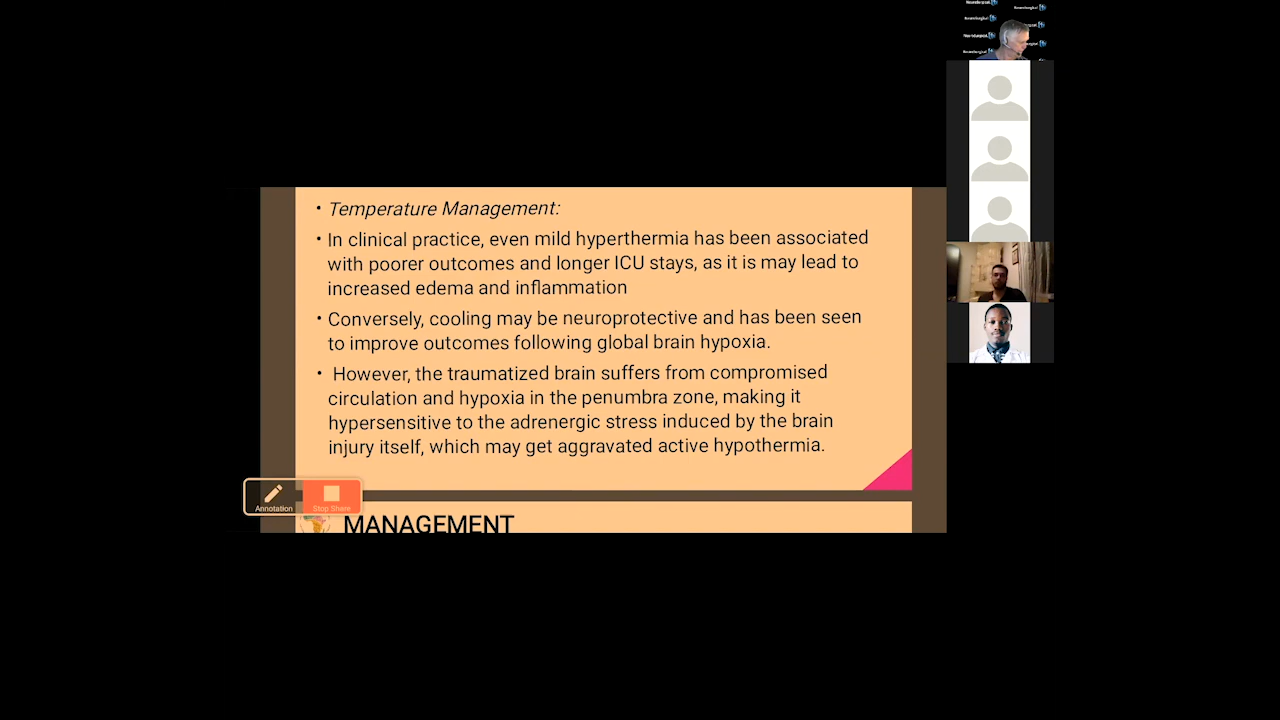 • Temperature Management:
• In clinical practice, even mild hyperthermia has been associated
with poorer outcomes and longer ICU stays, as it is may lead to
increased edema and inflammation
• Conversely, cooling may be neuroprotective and has been seen
to improve outcomes following global brain hypoxia.
• However, the traumatized brain suffers from compromised
circulation and hypoxia in the penumbra zone, making it
hypersensitive to the adrenergic stress induced by the brain
injury itself, which may get aggravated active hypothermia.
Annotation
Stop Share
MANAGEMENT